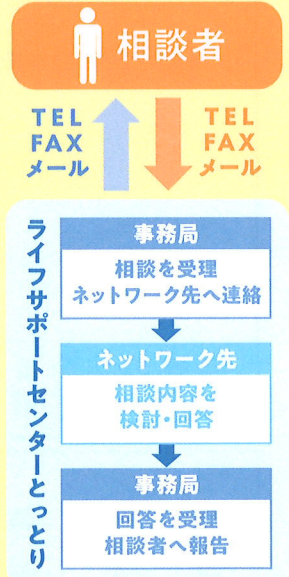 相談者
TEL
FAX
メール
TEL
FAX
メール
ライフサポートセンターとっとり
事務局
相談を受理
ネットワーク先へ連絡
ネットワーク先
相談内容を
検討・回答
事務局
回答を受理
相談者へ報告